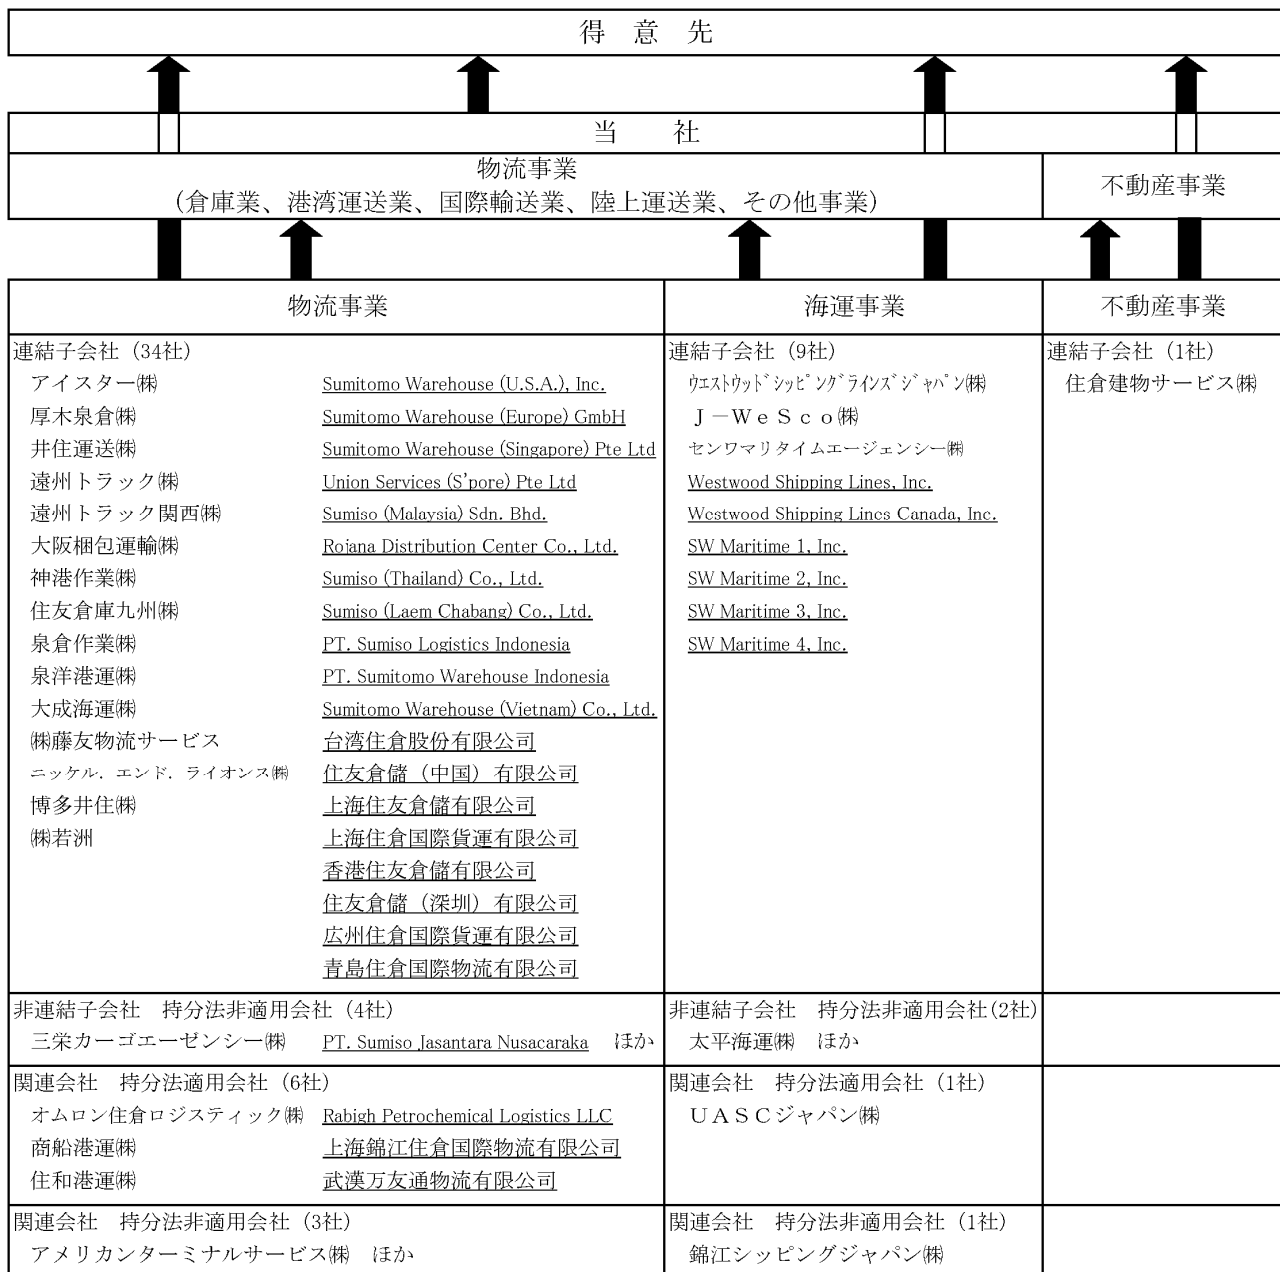 得 意 先
当 社
物流事業
(倉庫業、港湾運送業、国際輸送業、陸上運送業、その他事業)
不動産事業
物流事業
海運事業
不動産事業
連結子会社（34社）
アイスター㈱
厚木泉倉㈱
井住運送㈱
遠州トラック㈱
遠州トラック関西㈱
大阪梱包運輸㈱
神港作業㈱
住友倉庫九州㈱
泉倉作業㈱
泉洋港運㈱
大成海運㈱
㈱藤友物流サービス
ニッケル．エンド．ライオンス㈱
博多井住㈱
㈱若洲
Sumitomo Warehouse (U.S.A.), Inc.
Sumitomo Warehouse (Europe) GmbH
Sumitomo Warehouse (Singapore) Pte Ltd
Union Services (S'pore) Pte Ltd
Sumiso (Malaysia) Sdn. Bhd.
Rojana Distribution Center Co., Ltd.
Sumiso (Thailand) Co., Ltd.
Sumiso (Laem Chabang) Co., Ltd.
PT. Sumiso Logistics Indonesia
PT. Sumitomo Warehouse Indonesia
Sumitomo Warehouse (Vietnam) Co., Ltd.
台湾住倉股份有限公司
住友倉儲（中国）有限公司
上海住友倉儲有限公司
上海住倉国際貨運有限公司
香港住友倉儲有限公司
住友倉儲（深圳）有限公司
広州住倉国際貨運有限公司
青島住倉国際物流有限公司
連結子会社（9社）
ｳｴｽﾄｳｯﾄﾞｼｯﾋﾟﾝｸﾞﾗｲﾝｽﾞｼﾞｬﾊﾟﾝ㈱
Ｊ－ＷｅＳｃｏ㈱
センワマリタイムエージェンシー㈱
Westwood Shipping Lines, Inc.
Westwood Shipping Lines Canada, Inc.
SW Maritime 1, Inc.
SW Maritime 2, Inc.
SW Maritime 3, Inc.
SW Maritime 4, Inc.
連結子会社（1社）
住倉建物サービス㈱
非連結子会社　持分法非適用会社（4社）
三栄カーゴエーゼンシー㈱　PT. Sumiso Jasantara Nusacaraka　ほか
非連結子会社　持分法非適用会社(2社)
太平海運㈱　ほか
関連会社　持分法適用会社（6社）
オムロン住倉ロジスティック㈱　Rabigh Petrochemical Logistics LLC
商船港運㈱　上海錦江住倉国際物流有限公司
住和港運㈱　武漢万友通物流有限公司
関連会社　持分法適用会社（1社）
ＵＡＳＣジャパン㈱
関連会社　持分法非適用会社（3社）
アメリカンターミナルサービス㈱　ほか
関連会社　持分法非適用会社（1社）
錦江シッピングジャパン㈱